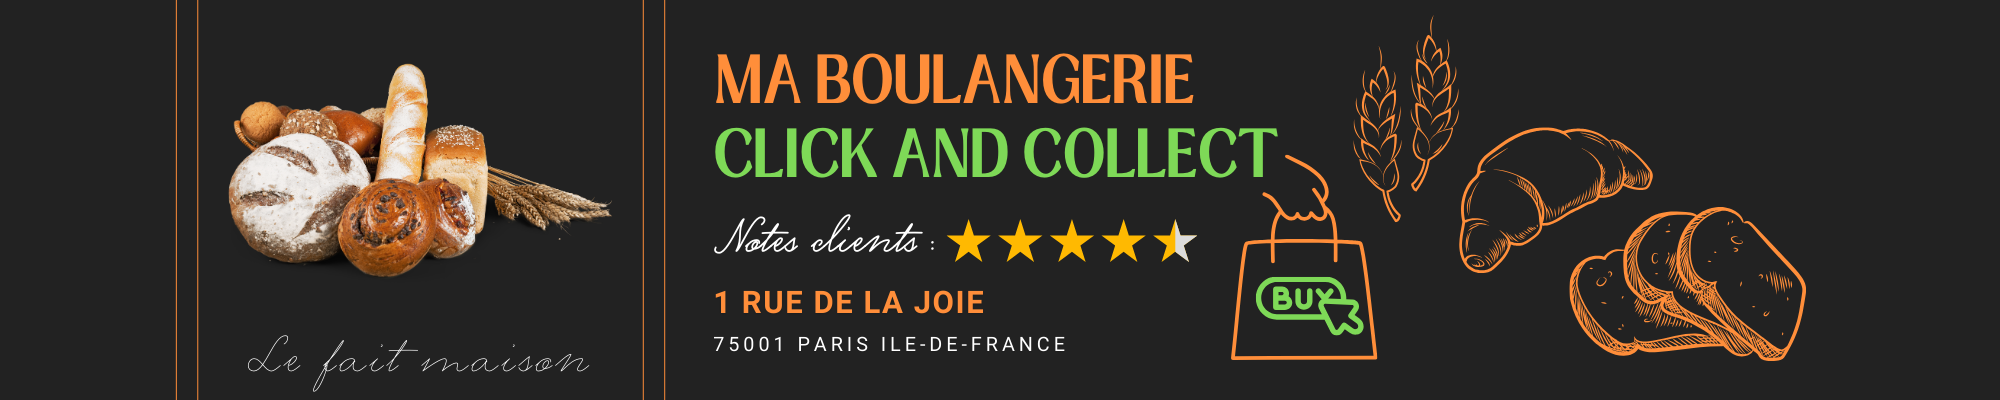 MA BOULANGERIE
CLICK AND COLLECT
Notes clients :
1 RUE DE LA JOIE
75001 PARIS ILE-DE-FRANCE
BUY
Le fait maison